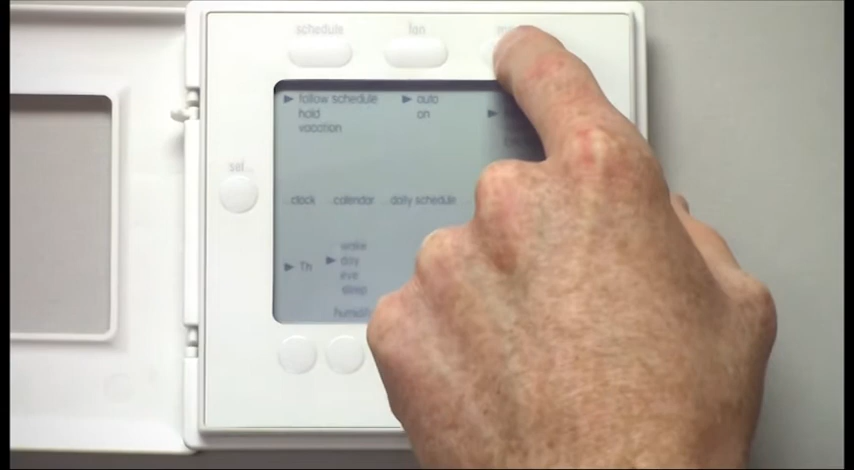 schedule fan
follow schedule auto
hold on
vacation
sel
clock calendar daily schedule
wake
Th day
eve
sleep